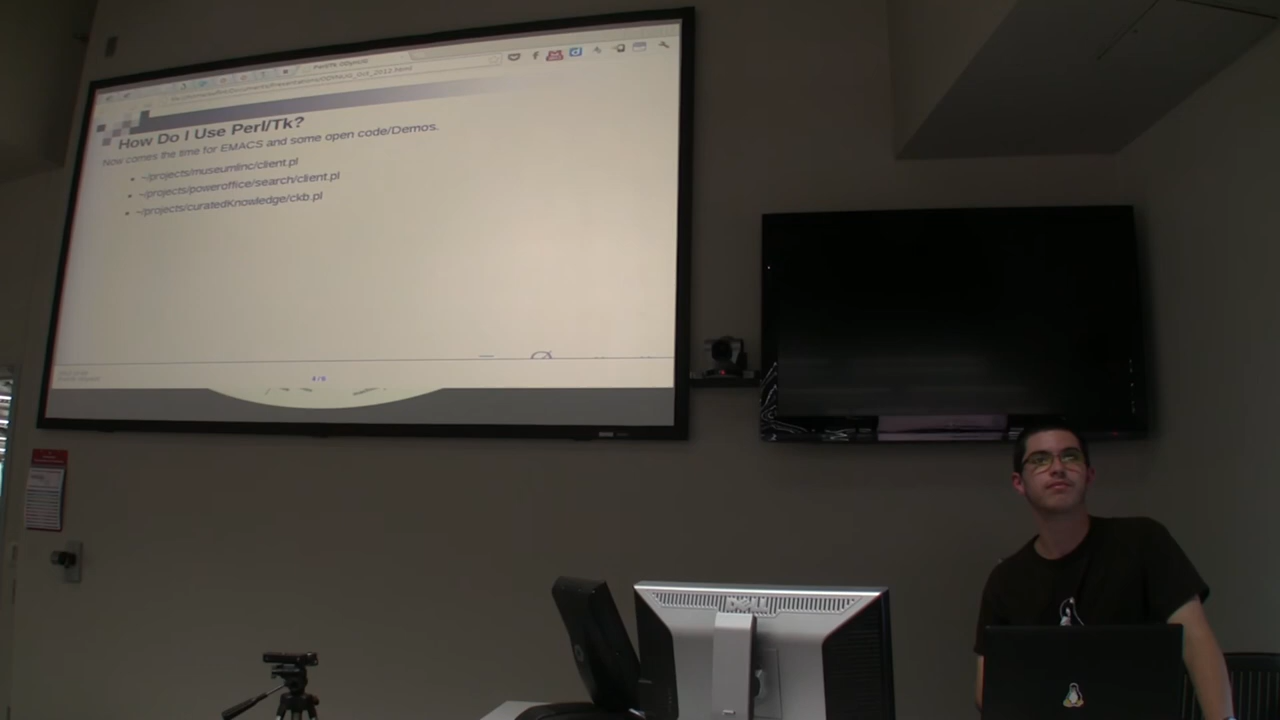 How Do I Use Perl/Tk?
Now comes the time for EMACS and some open code/Demos.
~/projects/museumInc/client.pl
~/projects/poweroffice/search/client.pl
~/projects/curatedKnowledge/ckb.pl
DELL